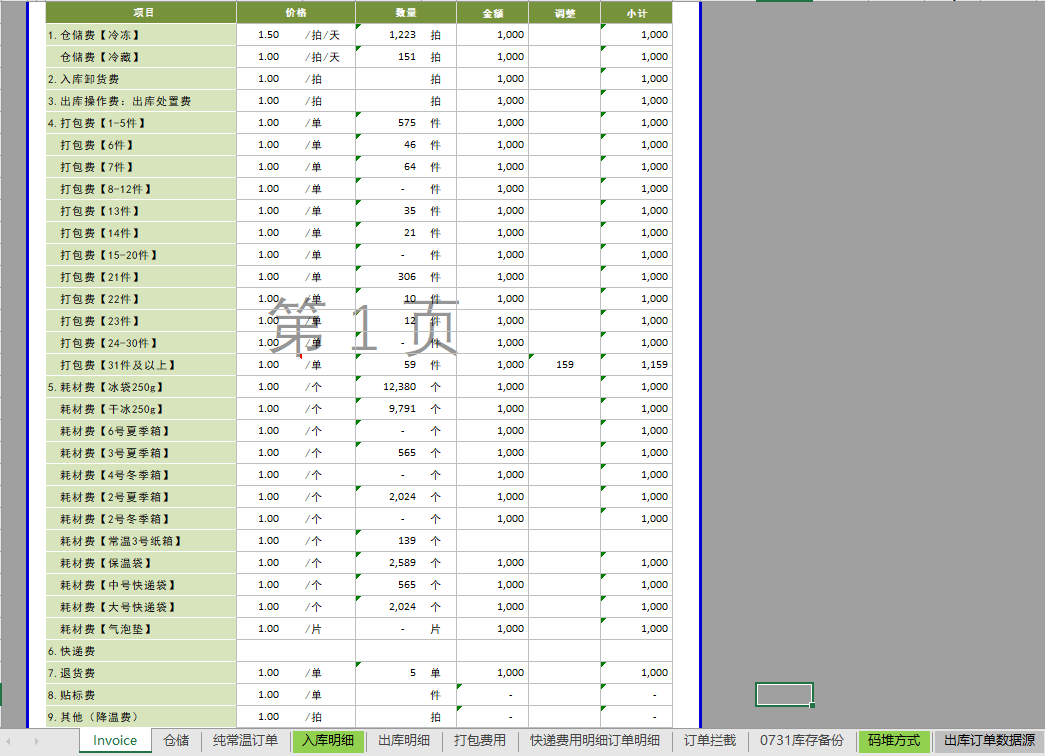 项目 价格 数量 金额 调整 小计
1.仓储费【冷冻】 1.50 /拍/天 1,223 拍 1,000 1,000
仓储费【冷藏】 1.00 /拍/天 151 拍 1,000 1,000
2.入库卸货费 1.00 /拍 拍 1,000 1,000
3.出库操作费：出库处置费 1.00 /拍 拍 1,000 1,000
4.打包费【1-5件】 1.00 /单 575 件 1,000 1,000
打包费【6件】 1.00 /单 46 件 1,000 1,000
打包费【7件】 1.00 /单 64 件 1,000 1,000
打包费【8-12件】 1.00 /单 - 件 1,000 1,000
打包费【13件】 1.00 /单 35 件 1,000 1,000
打包费【14件】 1.00 /单 21 件 1,000 1,000
打包费【15-20件】 1.00 /单 - 件 1,000 1,000
打包费【21件】 1.00 /单 306 件 1,000 1,000
打包费【22件】 1.00 /单 10 件 1,000 1,000
打包费【23件】 1.00 /单 12 件 1,000 1,000
第 1 页
打包费【24-30件】 1.00 /单 - 件 1,000 1,000
打包费【31件及以上】 1.00 /单 59 件 1,000 159 1,159
5.耗材费【冰袋250g】 1.00 /个 12,380 个 1,000 1,000
耗材费【干冰250g】 1.00 /个 9,791 个 1,000 1,000
耗材费【6号夏季箱】 1.00 /个 - 个 1,000 1,000
耗材费【3号夏季箱】 1.00 /个 565 个 1,000 1,000
耗材费【4号冬季箱】 1.00 /个 - 个 1,000 1,000
耗材费【2号夏季箱】 1.00 /个 2,024 个 1,000 1,000
耗材费【2号冬季箱】 1.00 /个 - 个 1,000 1,000
耗材费【常温3号纸箱】 1.00 /个 139 个
耗材费【保温袋】 1.00 /个 2,589 个 1,000 1,000
耗材费【中号快递袋】 1.00 /个 565 个 1,000 1,000
耗材费【大号快递袋】 1.00 /个 2,024 个 1,000 1,000
耗材费【气泡垫】 1.00 /片 - 片 1,000 1,000
6.快递费
7.退货费 1.00 /单 5 单 1,000 1,000
8.贴标费 1.00 /单 件 - -
9.其他（降温费） 1.00 /拍 拍 - -
Invoice 仓储 纯常温订单 入库明细 出库明细 打包费用 快递费用明细订单明细 订单拦截 0731库存备份 码堆方式 出库订单数据源